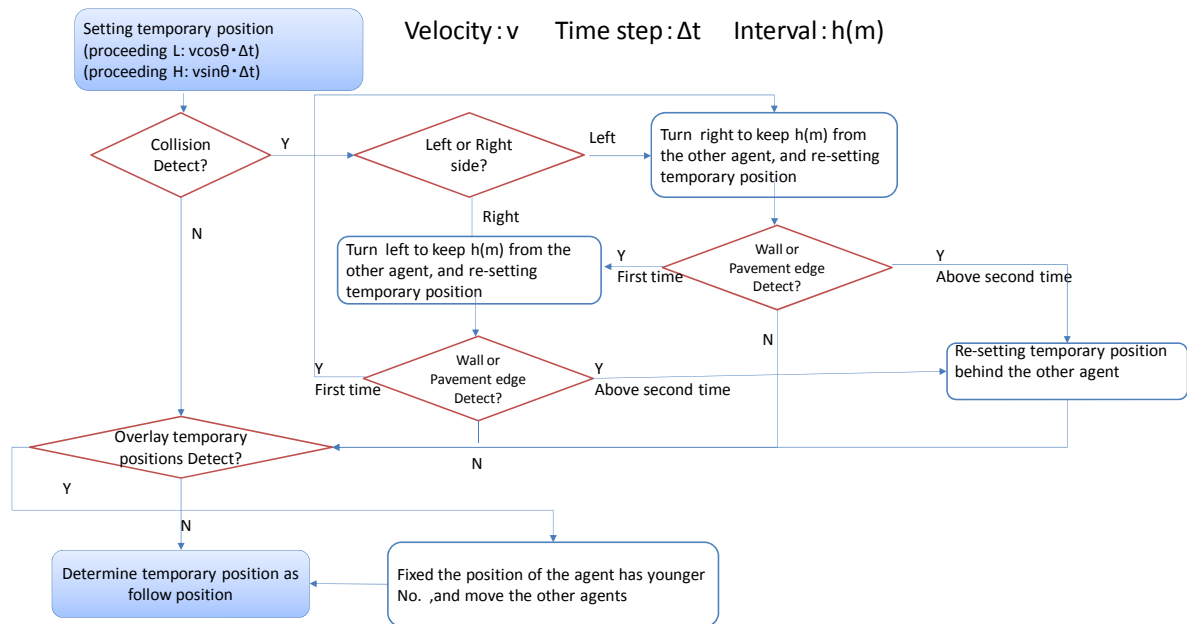 Setting temporary position
(proceeding L: vcosθ・Δt)
(proceeding H: vsinθ・Δt)
Velocity：v Time step：Δt Interval：h(m)
Collision
Detect?
Y
Left or Right
side?
Left
Turn right to keep h(m) from
the other agent, and re-setting
temporary position
N
Right
Turn left to keep h(m) from the
other agent, and re-setting
temporary position
Y
First time
Wall or
Pavement edge
Detect?
Y
Above second time
N
Y
First time
Wall or
Pavement edge
Detect?
Y
Above second time
Re-setting temporary position
behind the other agent
N
Overlay temporary
positions Detect?
Y
N
Determine temporary position as
follow position
Fixed the position of the agent has younger
No. ,and move the other agents